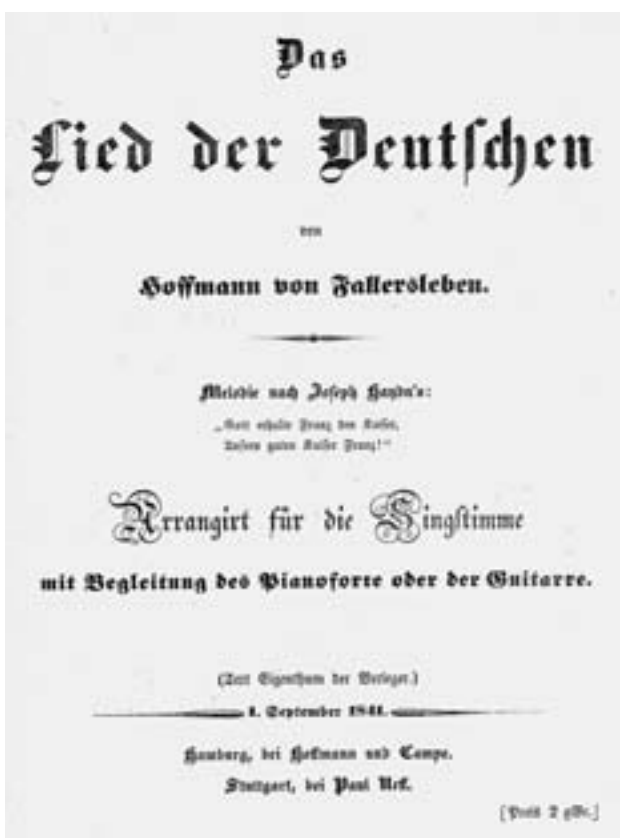 Das
Lied der Deutschen
von
Hoffmann von Fallersleben.
Melodie nach Joseph Haydn's:
„Gott erhalte Franz den Kaiser,
Unsern guten Kaiser Franz!“
Arrangirt für die Singstimme
mit Begleitung des Pianoforte oder der Guitarre.
(Text Eigenthum der Verleger.)
1. September 1841.
Hamburg, bei Hoffmann und Campe.
Stuttgart, bei Paul Neff.
[Preis 2 gGr.]